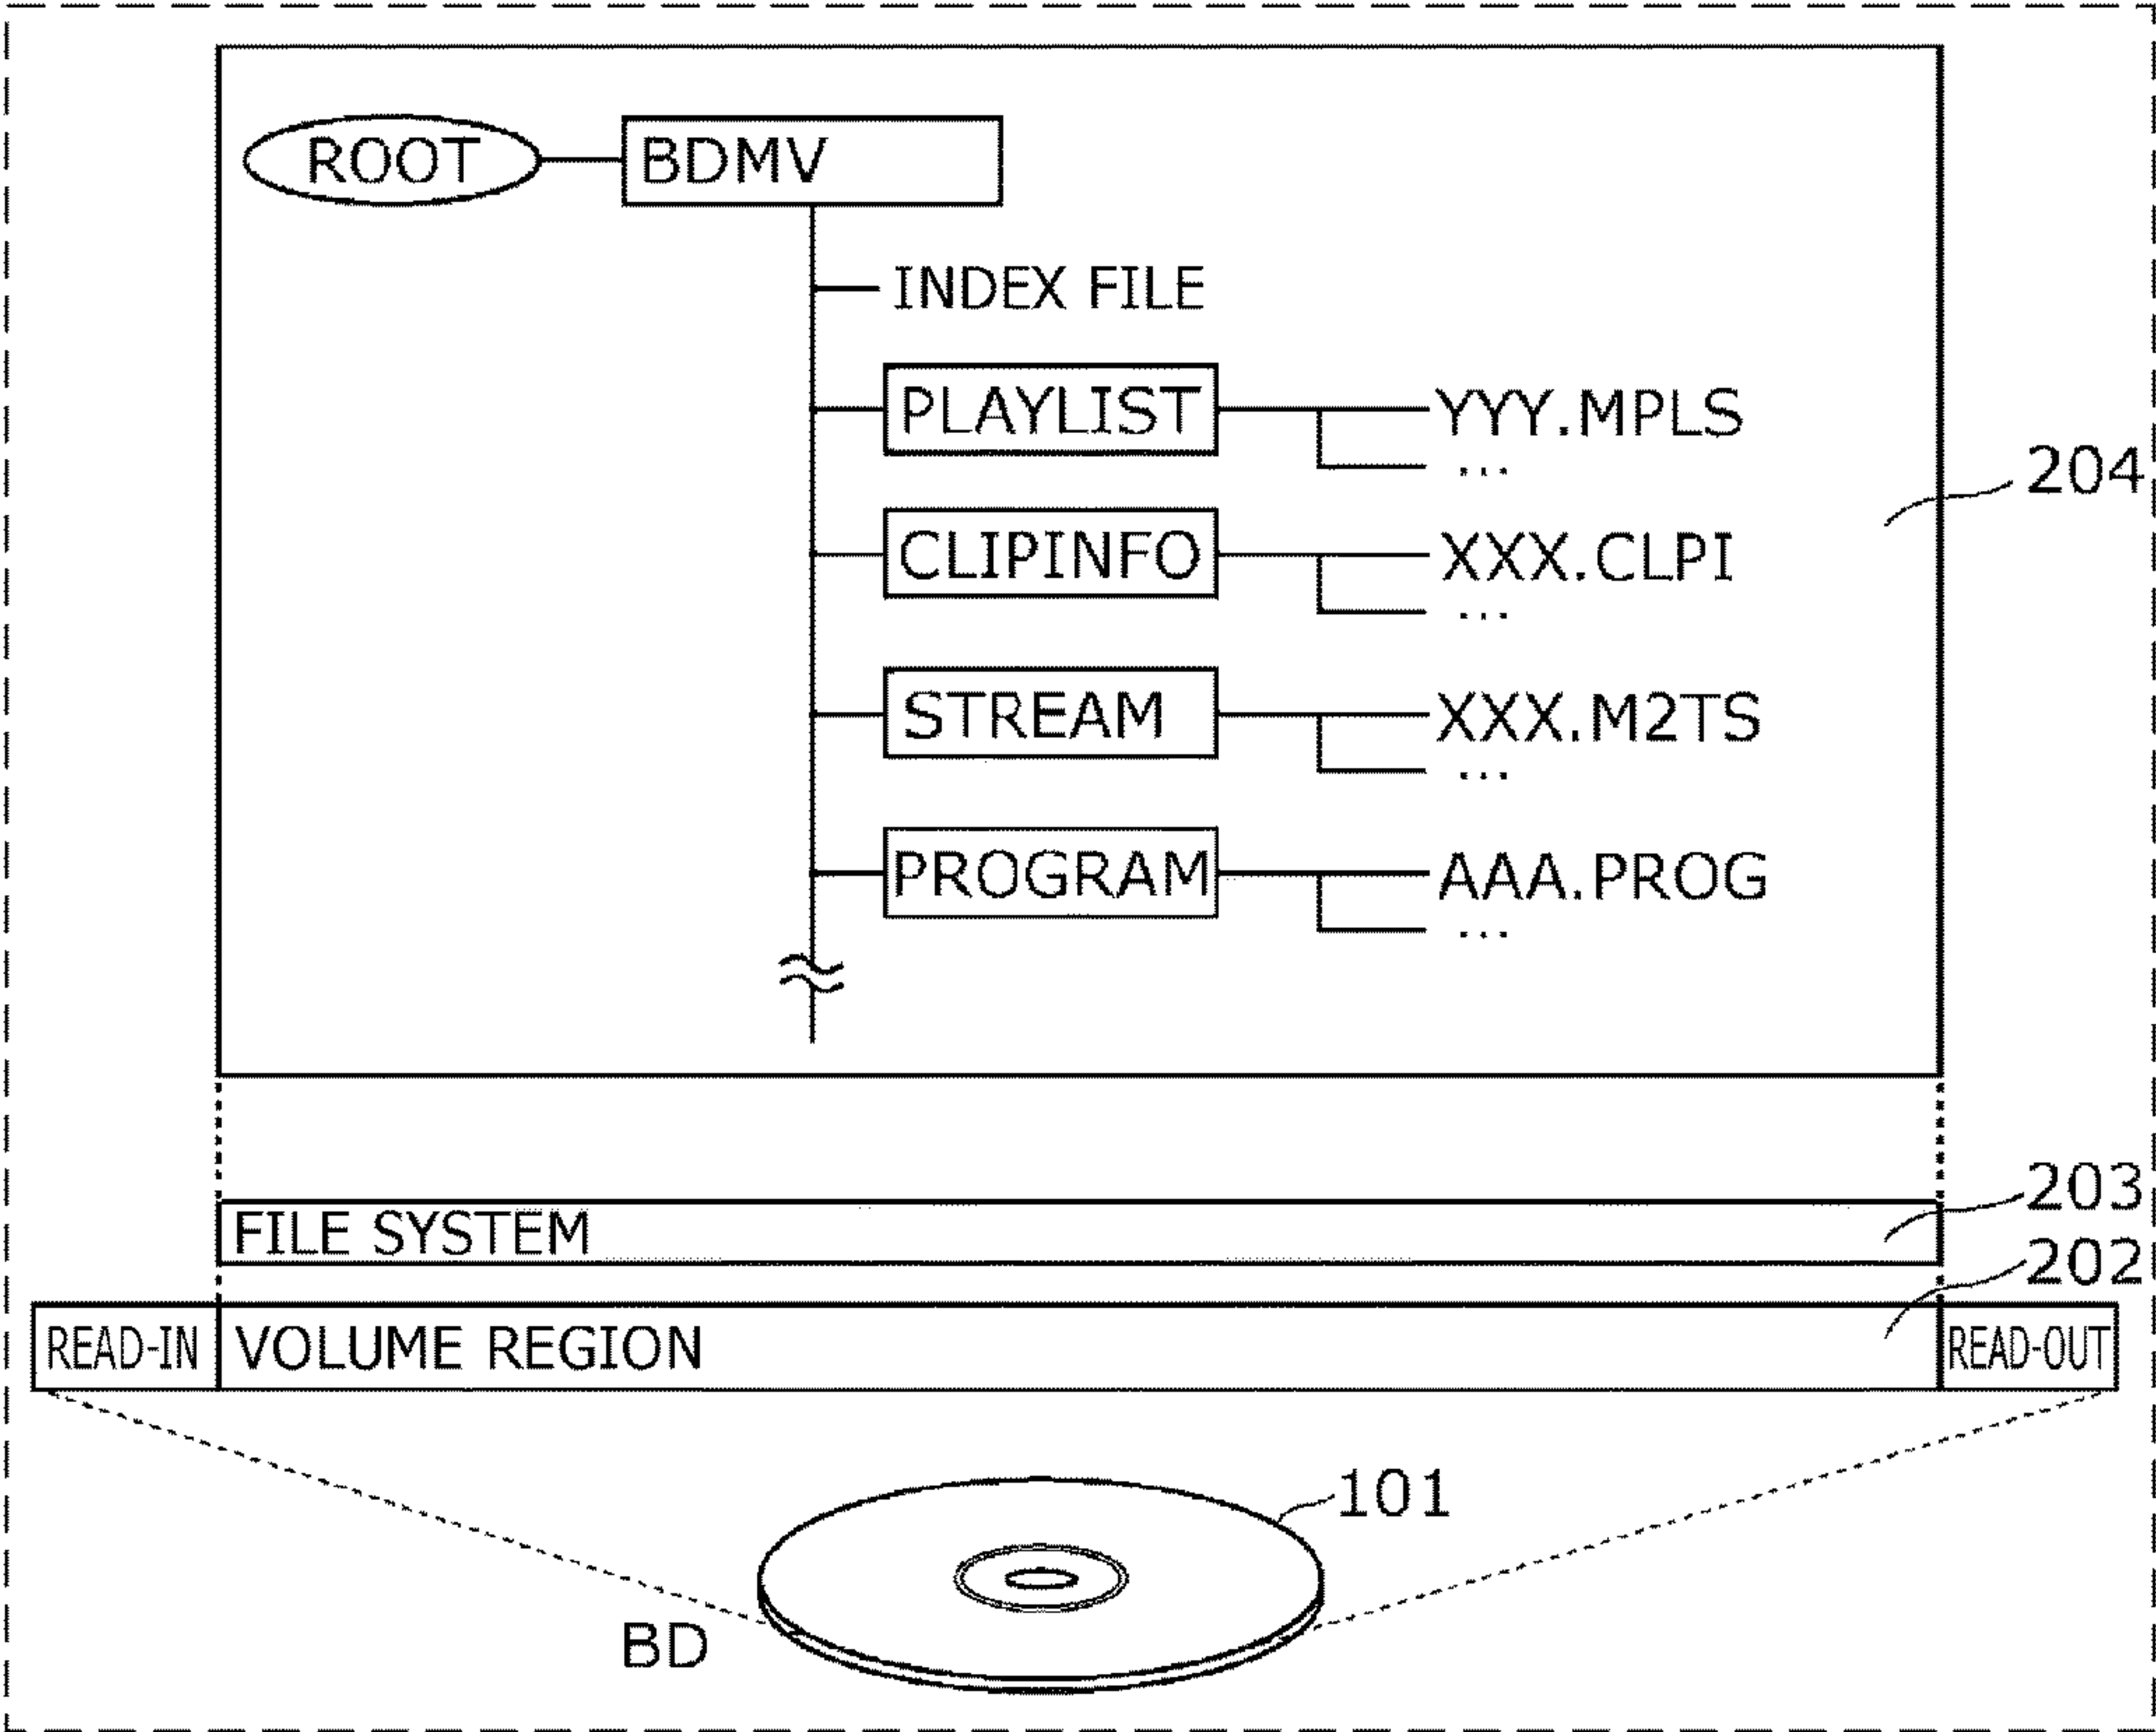 ROOT BDMV
INDEX FILE
PLAYLIST YYY.MPLS
...
204
CLIPINFO XXX.CLPI
...
STREAM XXX.M2TS
...
PROGRAM AAA.PROG
...
203
FILE SYSTEM
202
READ-IN VOLUME REGION READ-OUT
101
BD